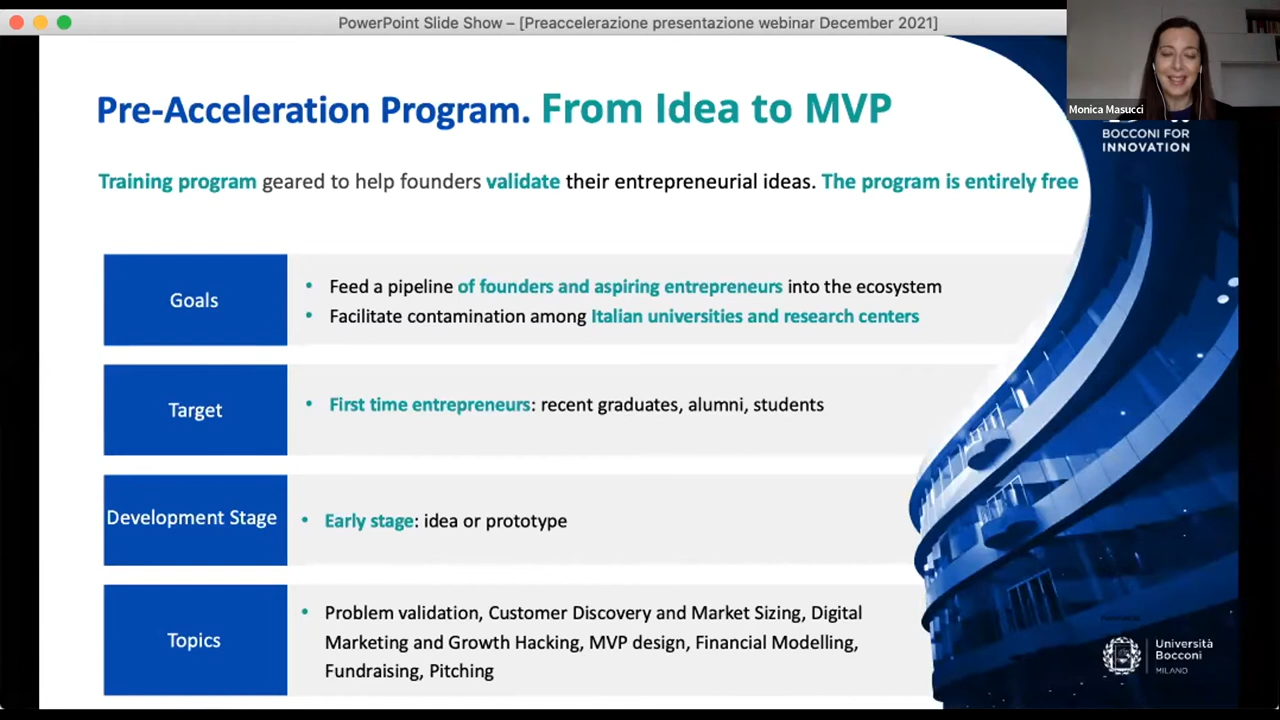 PowerPoint Slide Show – [Preaccelerazione presentazione webinar December 2021]
Monica Masucci
BOCCONI FOR
INNOVATION
Pre-Acceleration Program. From Idea to MVP
Training program geared to help founders validate their entrepreneurial ideas. The program is entirely free
Goals
• Feed a pipeline of founders and aspiring entrepreneurs into the ecosystem
• Facilitate contamination among Italian universities and research centers
Target
• First time entrepreneurs: recent graduates, alumni, students
Development Stage
• Early stage: idea or prototype
Topics
• Problem validation, Customer Discovery and Market Sizing, Digital
Marketing and Growth Hacking, MVP design, Financial Modelling,
Fundraising, Pitching
Università
Bocconi
MILANO